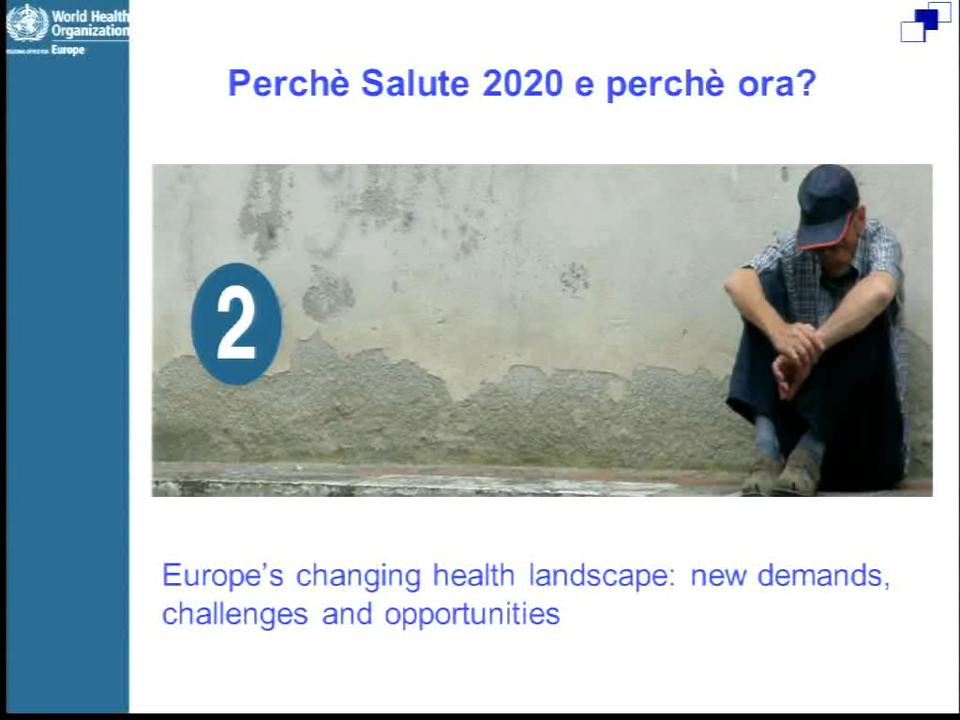 World Health
Organization
REGIONAL OFFICE FOR Europe
Perchè Salute 2020 e perchè ora?
2
Europe's changing health landscape: new demands,
challenges and opportunities